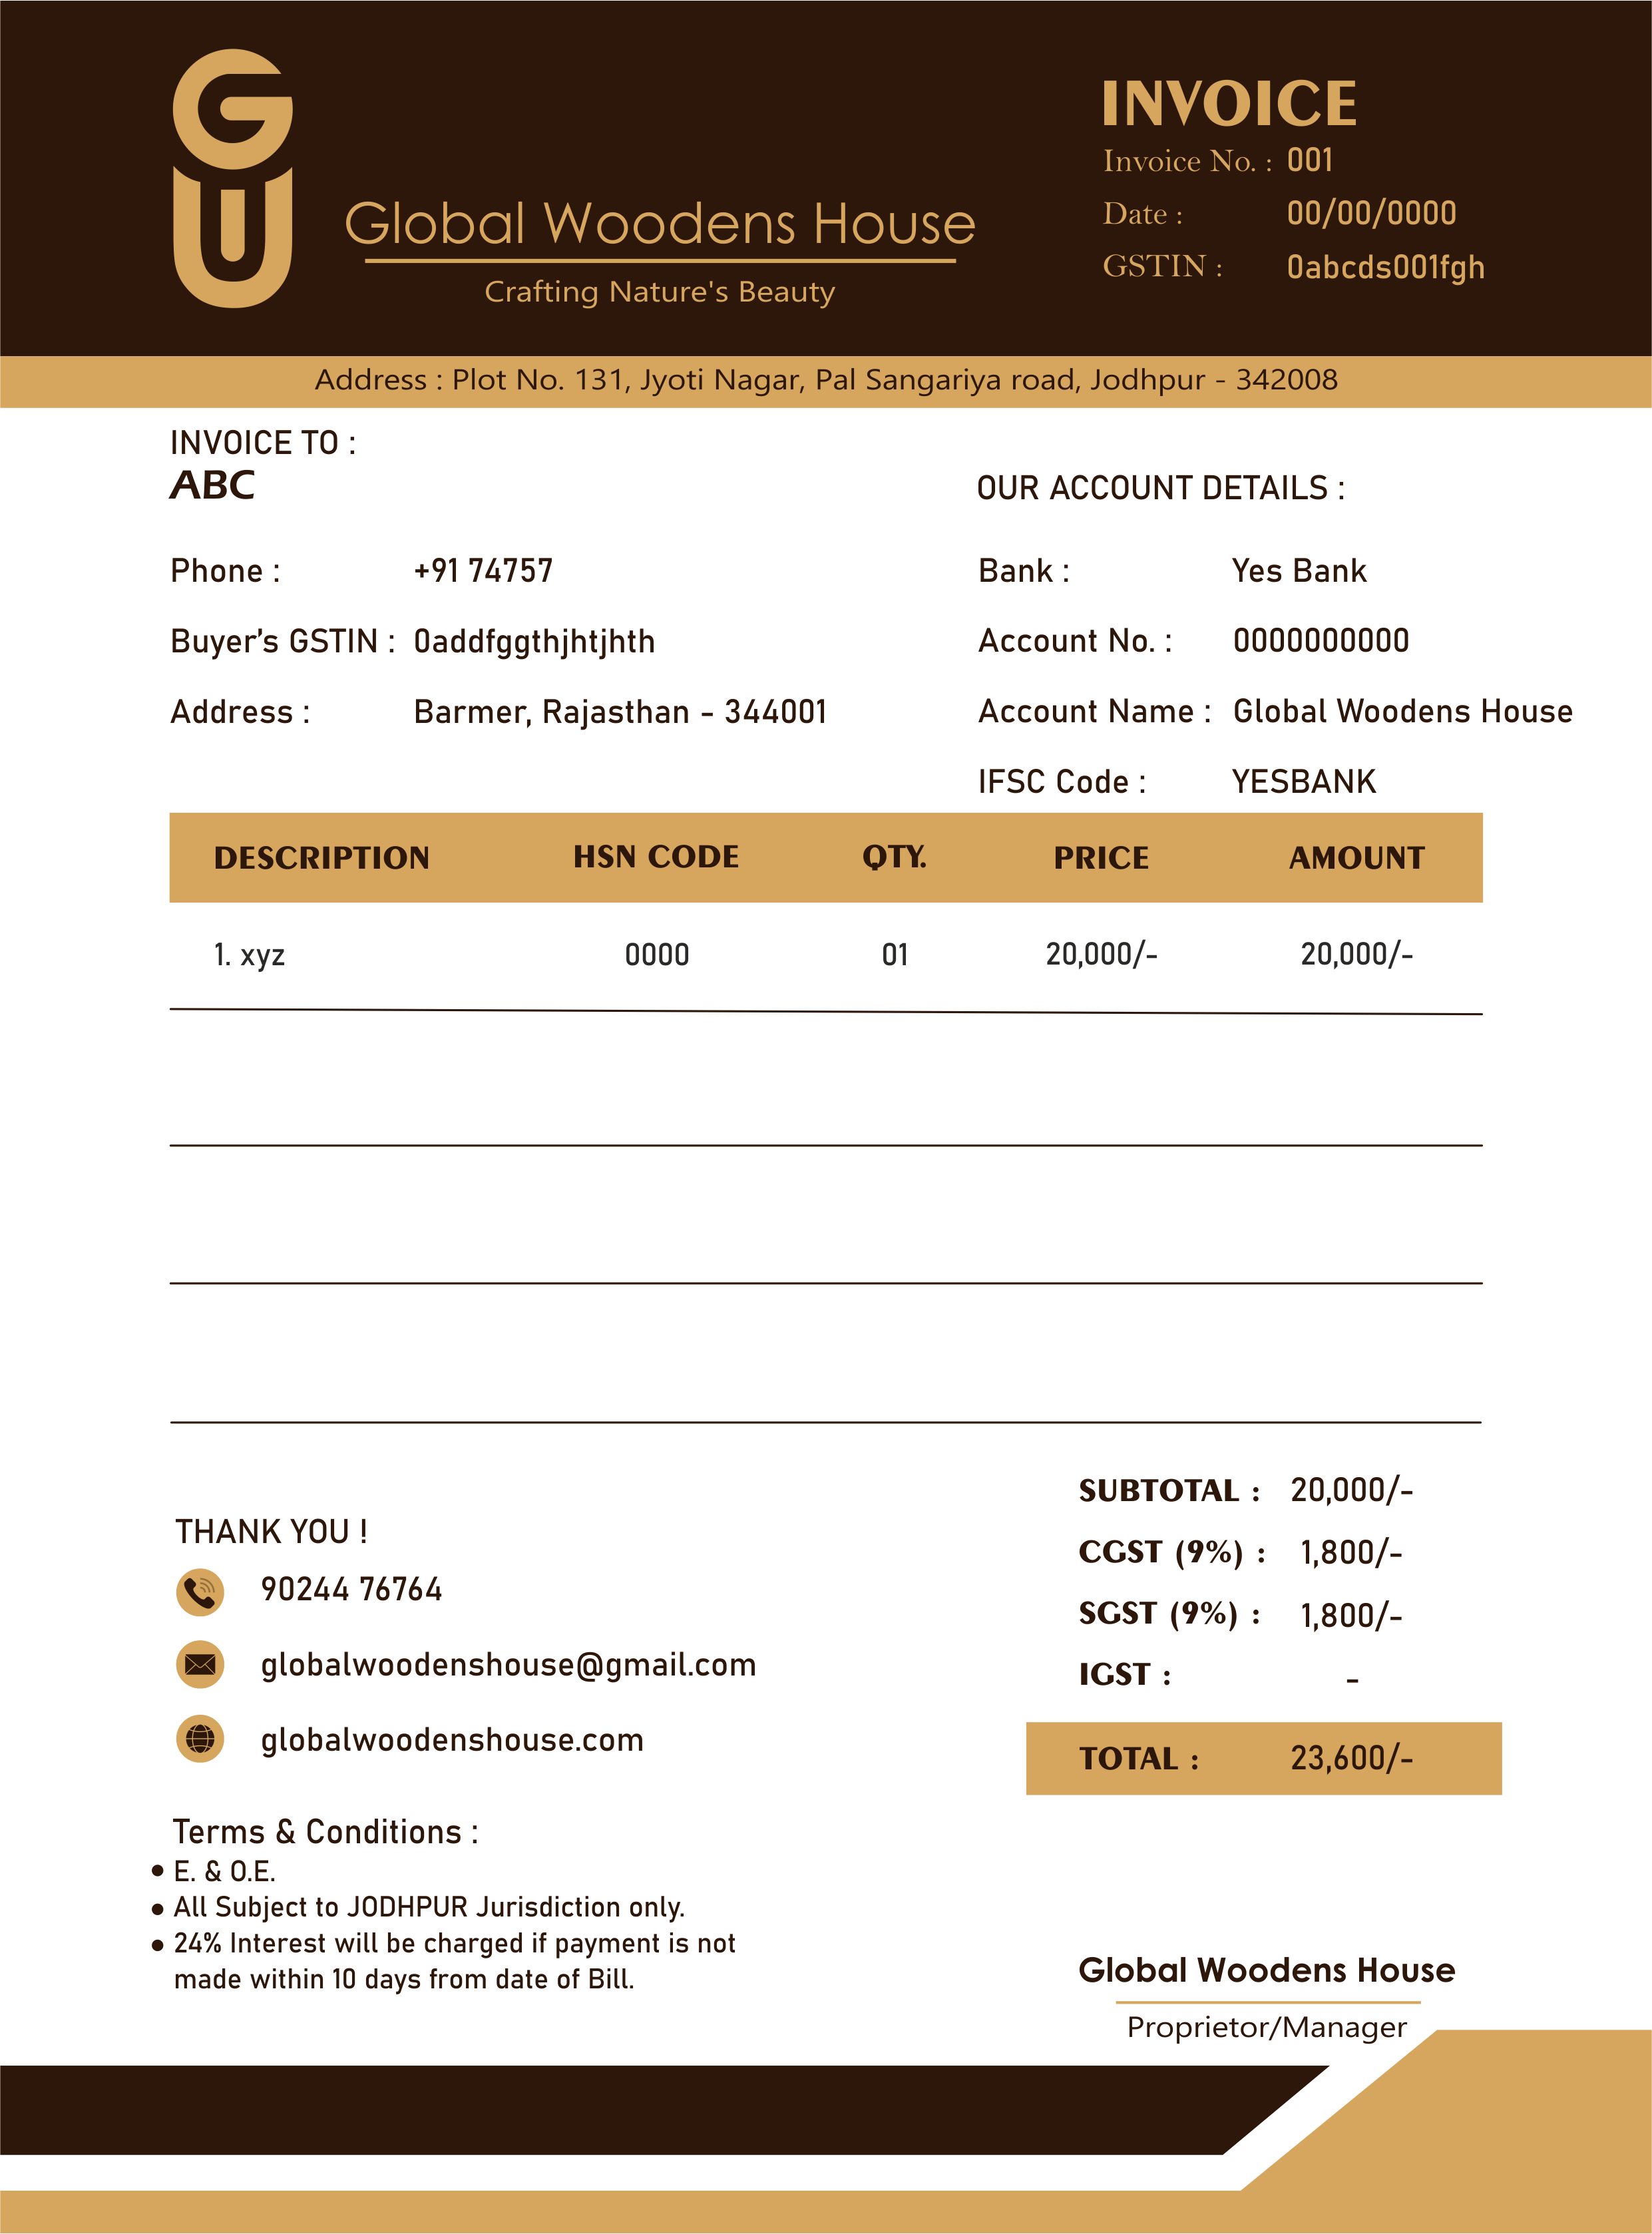 GU
Global Woodens House
Crafting Nature's Beauty
INVOICE
Invoice No. : 001
Date : 00/00/0000
GSTIN : 0abcds001fgh
Address : Plot No. 131, Jyoti Nagar, Pal Sangariya road, Jodhpur - 342008
INVOICE TO :
ABC
Phone : +91 74757
Buyer’s GSTIN : 0addfggthjhtjhth
Address : Barmer, Rajasthan - 344001
OUR ACCOUNT DETAILS :
Bank : Yes Bank
Account No. : 0000000000
Account Name : Global Woodens House
IFSC Code : YESBANK
DESCRIPTION HSN CODE QTY. PRICE AMOUNT
1. xyz 0000 01 20,000/- 20,000/-
SUBTOTAL : 20,000/-
CGST (9%) : 1,800/-
SGST (9%) : 1,800/-
IGST : -
TOTAL : 23,600/-
THANK YOU !
90244 76764
globalwoodenshouse@gmail.com
globalwoodenshouse.com
Terms & Conditions :
● E. & O.E.
● All Subject to JODHPUR Jurisdiction only.
● 24% Interest will be charged if payment is not
made within 10 days from date of Bill.
Global Woodens House
Proprietor/Manager